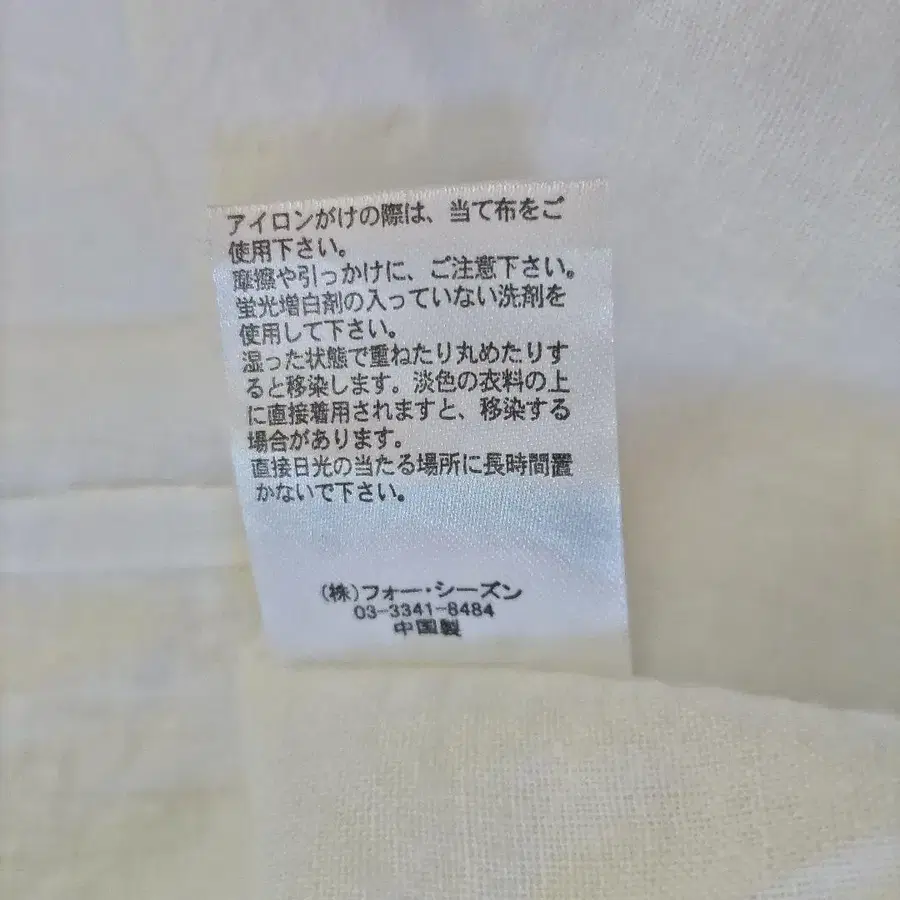 アイロンがけの際は、当て布をご
使用下さい。
摩擦や引っかけに、ご注意下さい。
蛍光増白剤の入っていない洗剤を
使用して下さい。
湿った状態で重ねたり丸めたりす
ると移染します。淡色の衣料の上
に直接着用されますと、移染する
場合があります。
直接日光の当たる場所に長時間置
かないで下さい。
(株)フォー・シーズン
03-3341-8484
中国製